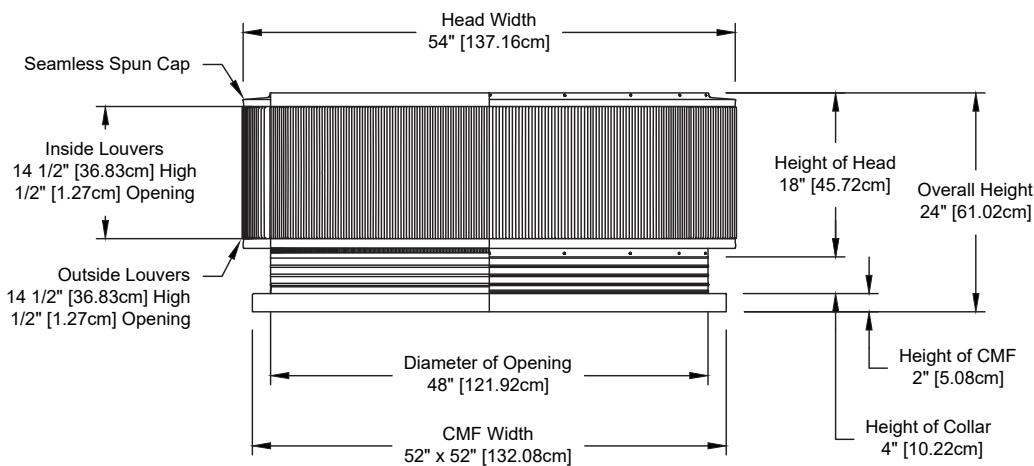 Head Width
54" [137.16cm]
Seamless Spun Cap
Inside Louvers
14 1/2" [36.83cm] High
1/2" [1.27cm] Opening
Height of Head
18" [45.72cm]
Overall Height
24" [61.02cm]
Outside Louvers
14 1/2" [36.83cm] High
1/2" [1.27cm] Opening
Diameter of Opening
48" [121.92cm]
Height of CMF
2" [5.08cm]
CMF Width
52" x 52" [132.08cm]
Height of Collar
4" [10.22cm]